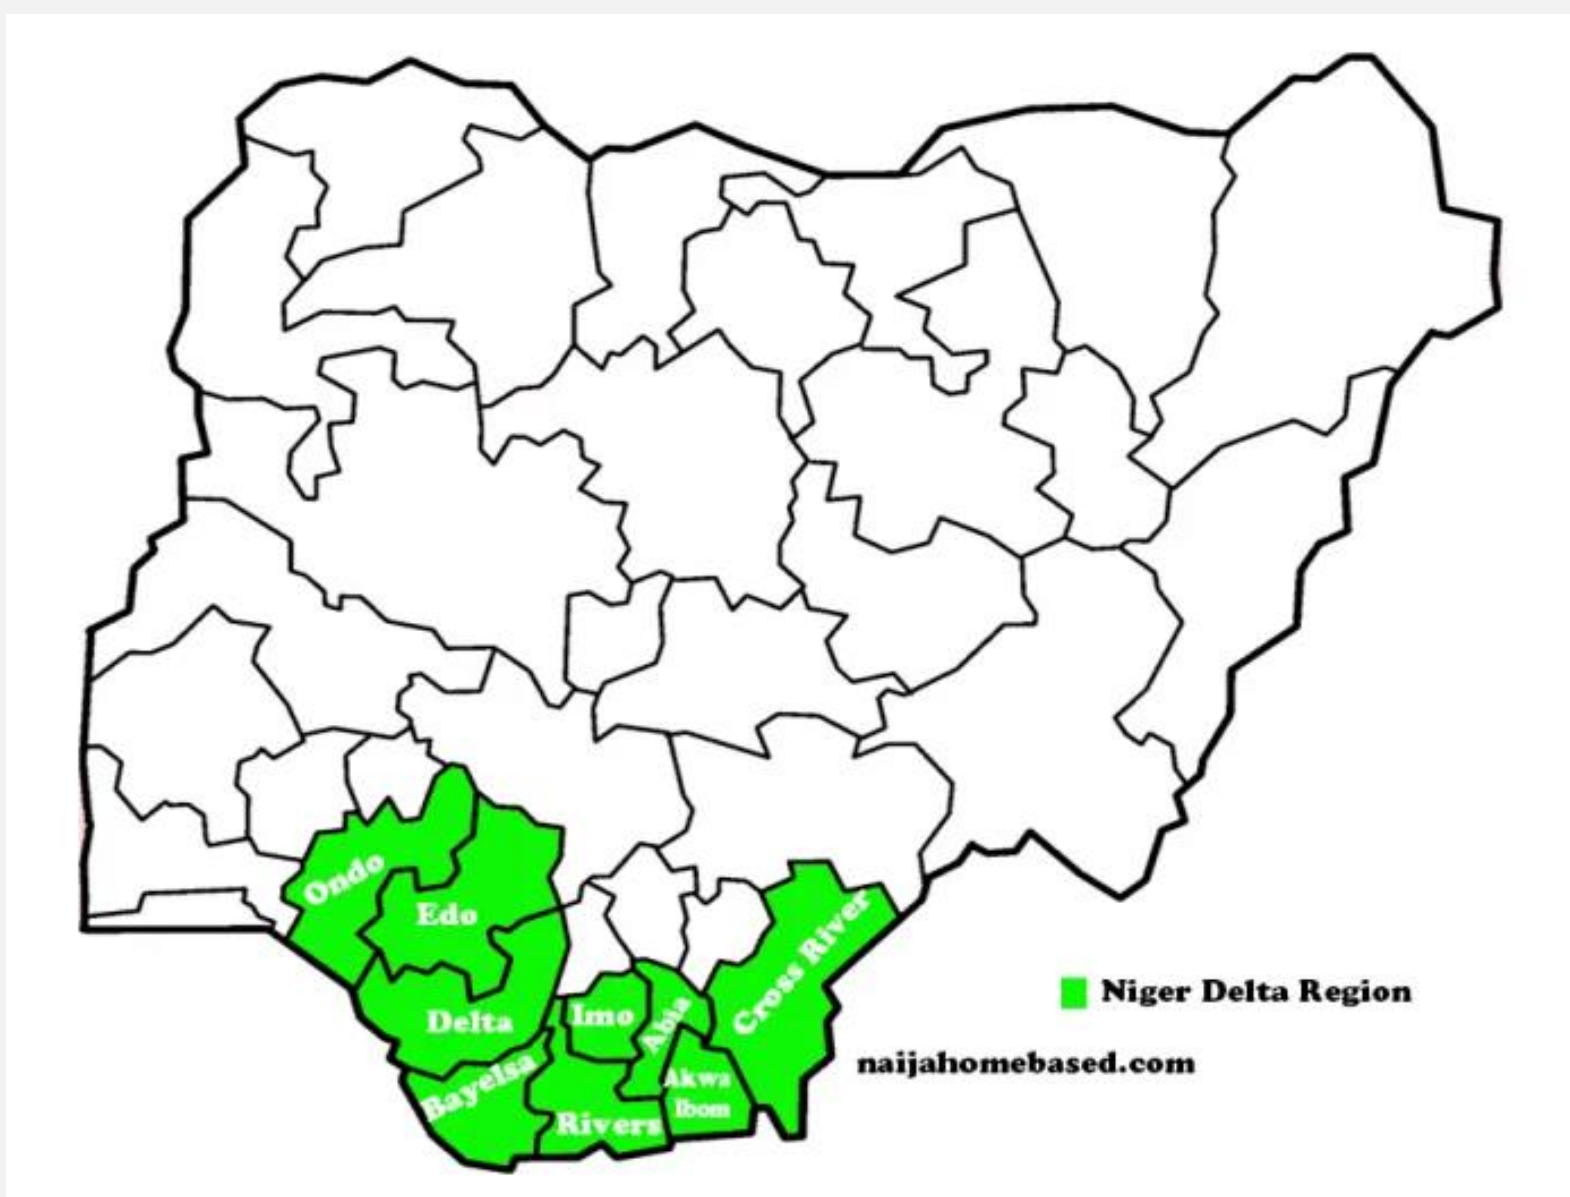 Ondo
Edo
Delta
Bayelsa
Rivers
Imo
Abia
Akwa
Ibom
Cross River
Niger Delta Region
naijahomebased.com